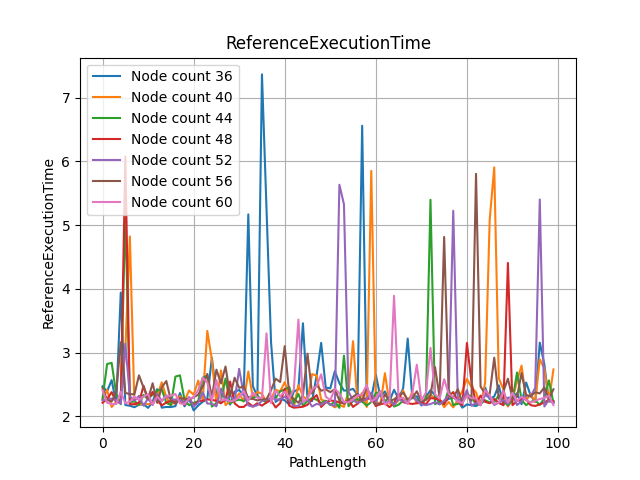 ReferenceExecutionTime
Node count 36
Node count 40
Node count 44
Node count 48
Node count 52
Node count 56
Node count 60
ReferenceExecutionTime
7
6
5
4
3
2
0 20 40 60 80 100
PathLength